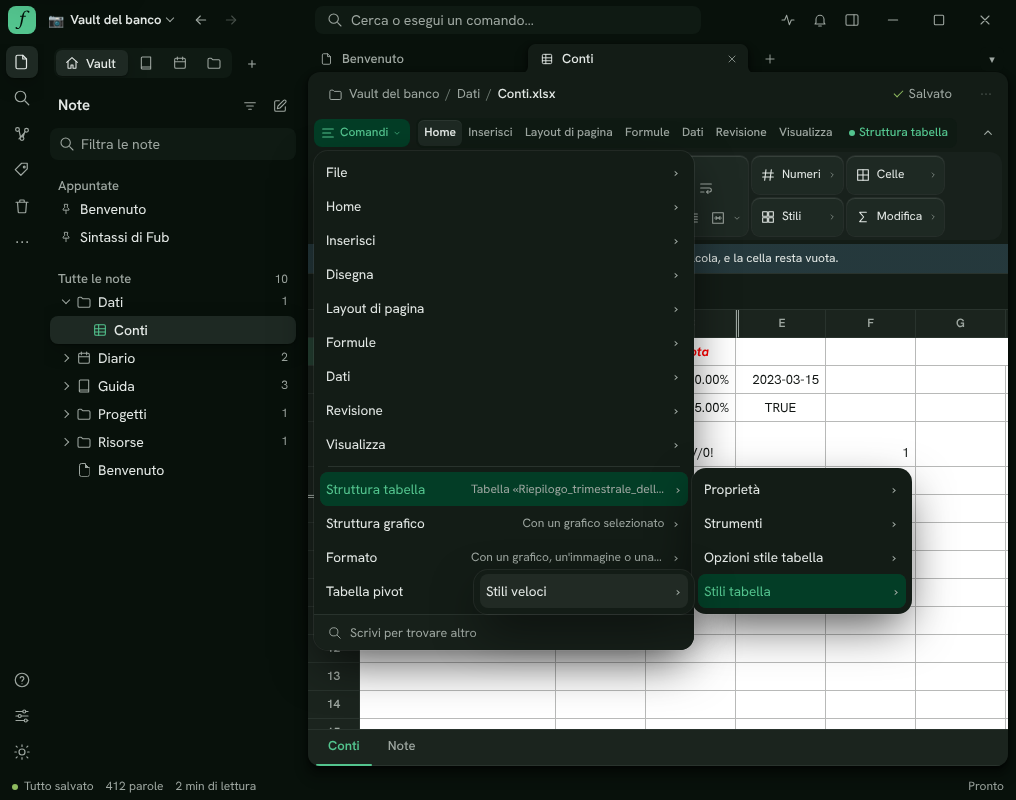 Vault del banco
Cerca o esegui un comando…
Vault
Benvenuto
Conti
Note
Vault del banco / Dati / Conti.xlsx
Salvato
Filtra le note
Comandi
Home
Inserisci
Layout di pagina
Formule
Dati
Revisione
Visualizza
Struttura tabella
Appuntate
Benvenuto
Sintassi di Fub
Tutte le note 10
Dati 1
Conti
Diario 2
Guida 3
Progetti 1
Risorse 1
Benvenuto
File
Home
Inserisci
Disegna
Layout di pagina
Formule
Dati
Revisione
Visualizza
Struttura tabella Tabella «Riepilogo_trimestrale_dell…
Struttura grafico Con un grafico selezionato
Formato Con un grafico, un'immagine o una…
Tabella pivot
Stili veloci
Scrivi per trovare altro
Proprietà
Strumenti
Opzioni stile tabella
Stili tabella
Numeri
Celle
Stili
Modifica
e la cella resta vuota.
E F G
2023-03-15
TRUE
1
13
14
Conti
Note
Tutto salvato
412 parole
2 min di lettura
Pronto